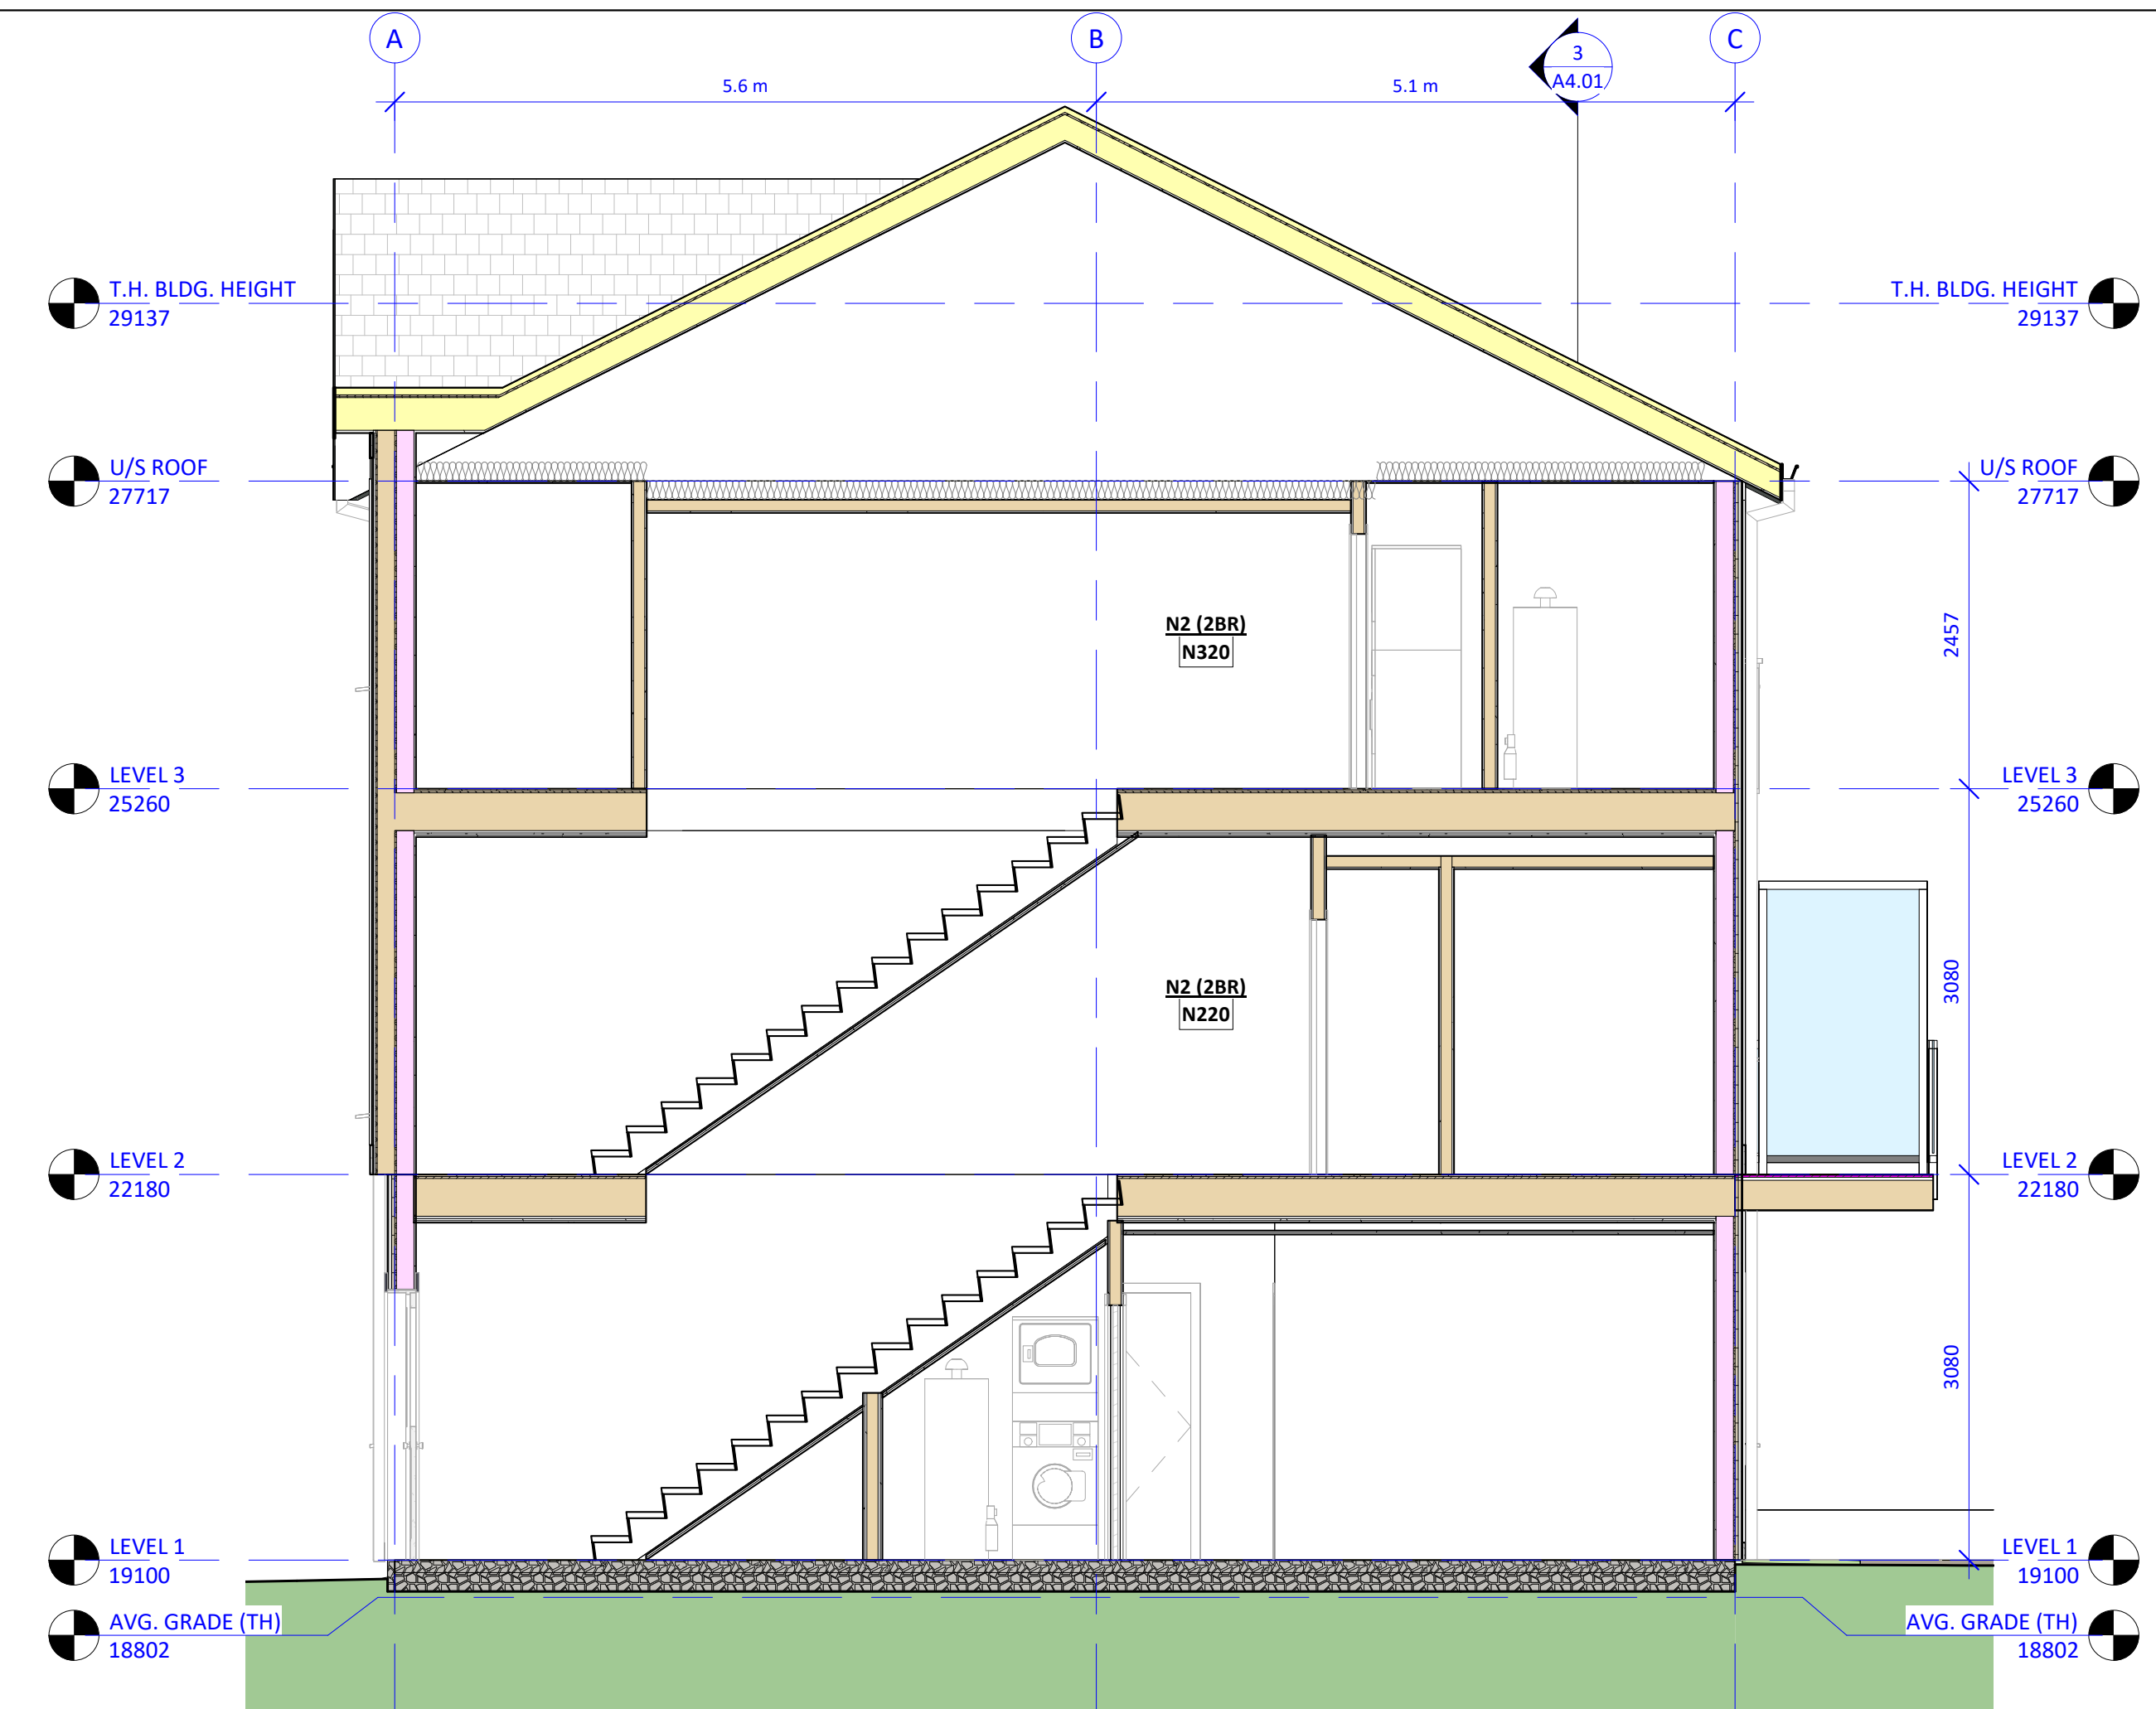 A
B
C
3
A4.01
5.6 m
5.1 m
T.H. BLDG. HEIGHT
29137
T.H. BLDG. HEIGHT
29137
U/S ROOF
27717
U/S ROOF
27717
N2 (2BR)
N320
2457
LEVEL 3
25260
LEVEL 3
25260
N2 (2BR)
N220
3080
LEVEL 2
22180
LEVEL 2
22180
3080
LEVEL 1
19100
LEVEL 1
19100
AVG. GRADE (TH)
18802
AVG. GRADE (TH)
18802